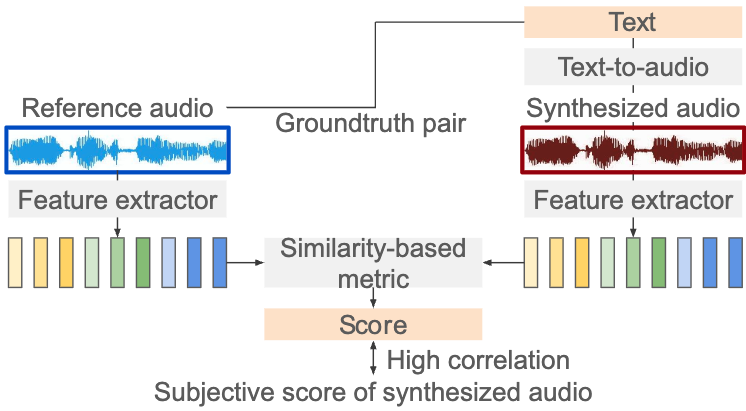 Text
Text-to-audio
Reference audio
Synthesized audio
Groundtruth pair
Feature extractor
Feature extractor
Similarity-based
metric
Score
High correlation
Subjective score of synthesized audio